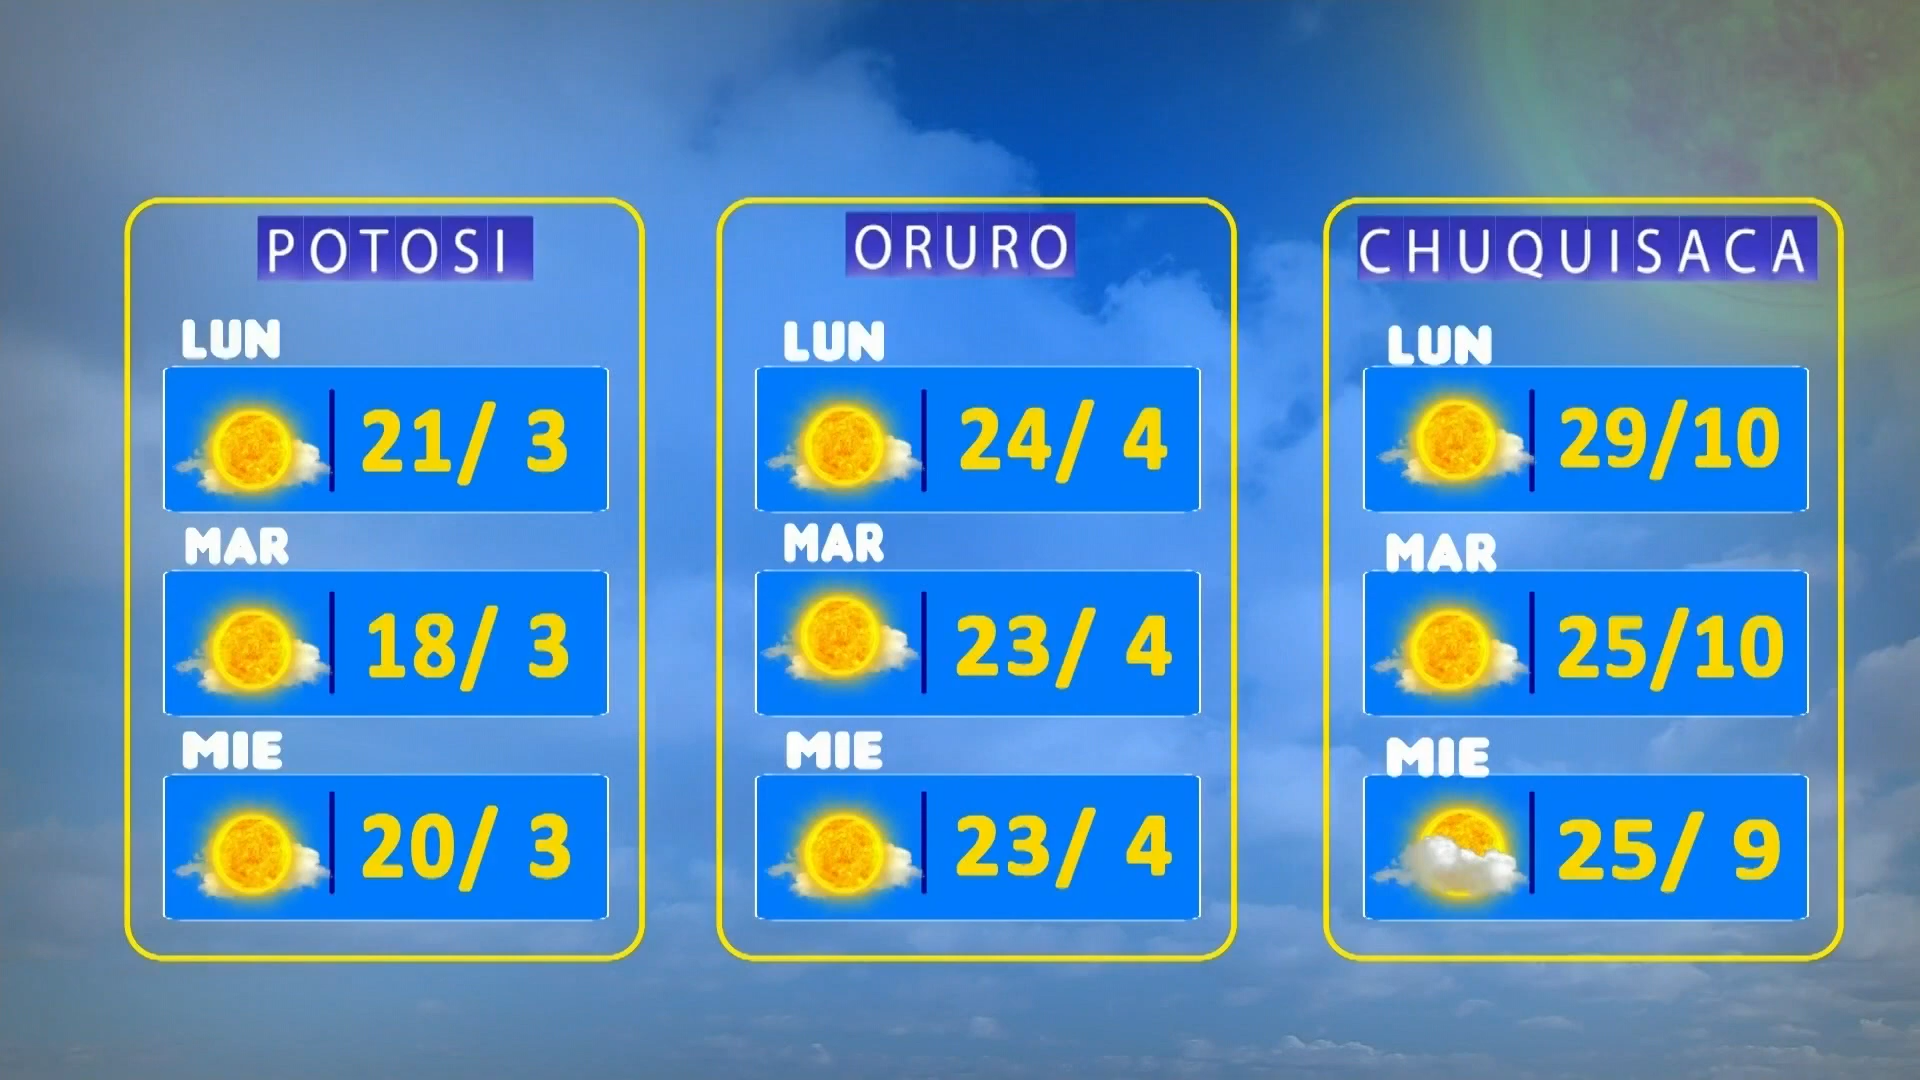 POTOSI
LUN
21/ 3
MAR
18/ 3
MIE
20/ 3
ORURO
LUN
24/ 4
MAR
23/ 4
MIE
23/ 4
CHUQUISACA
LUN
29/10
MAR
25/10
MIE
25/ 9